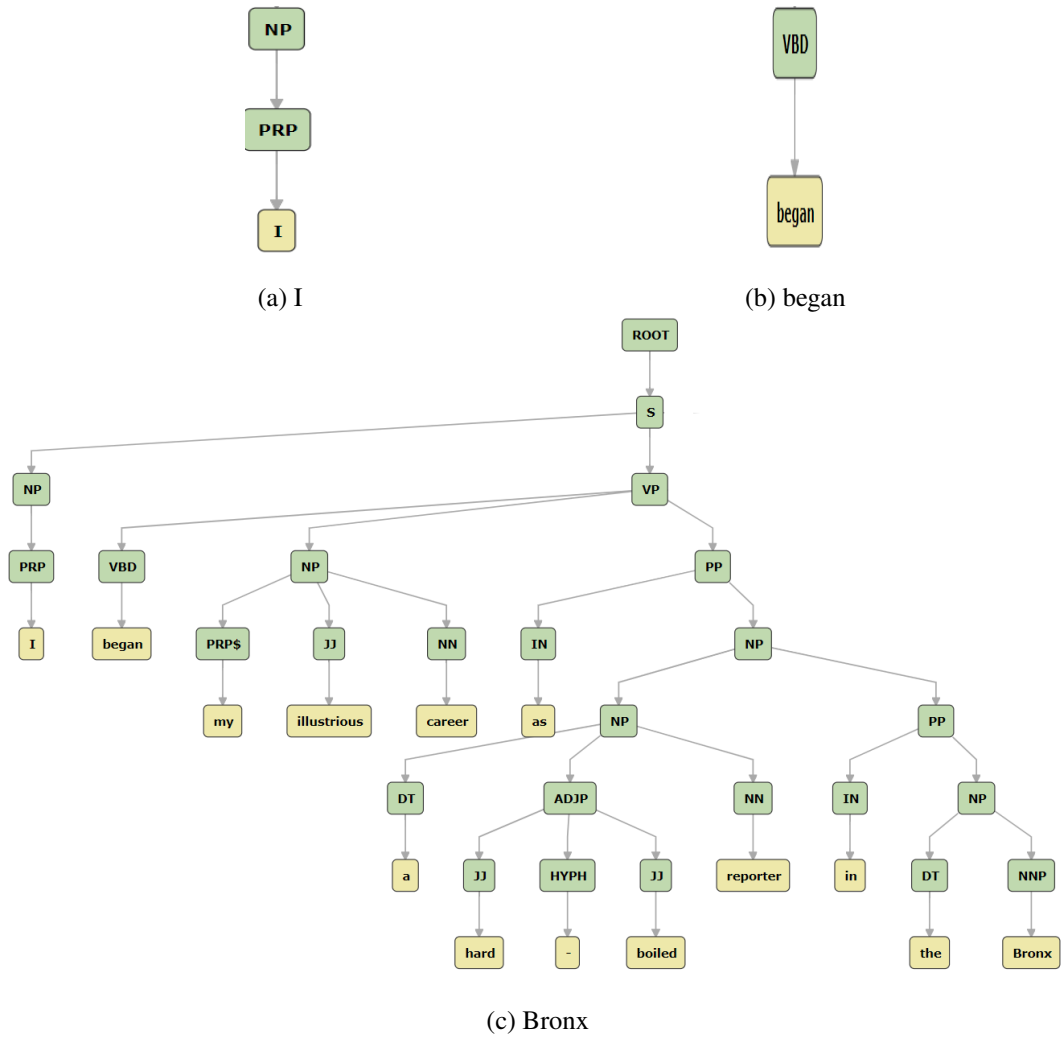 NP
VBD
PRP
began
I
(a) I
(b) began
ROOT
S
NP
VP
PRP
VBD
NP
PP
I
began
PRP$
JJ
NN
IN
NP
my
illustrious
career
as
NP
PP
DT
ADJP
NN
IN
NP
a
JJ
HYPH
JJ
reporter
in
DT
NNP
hard
-
boiled
the
Bronx
(c) Bronx